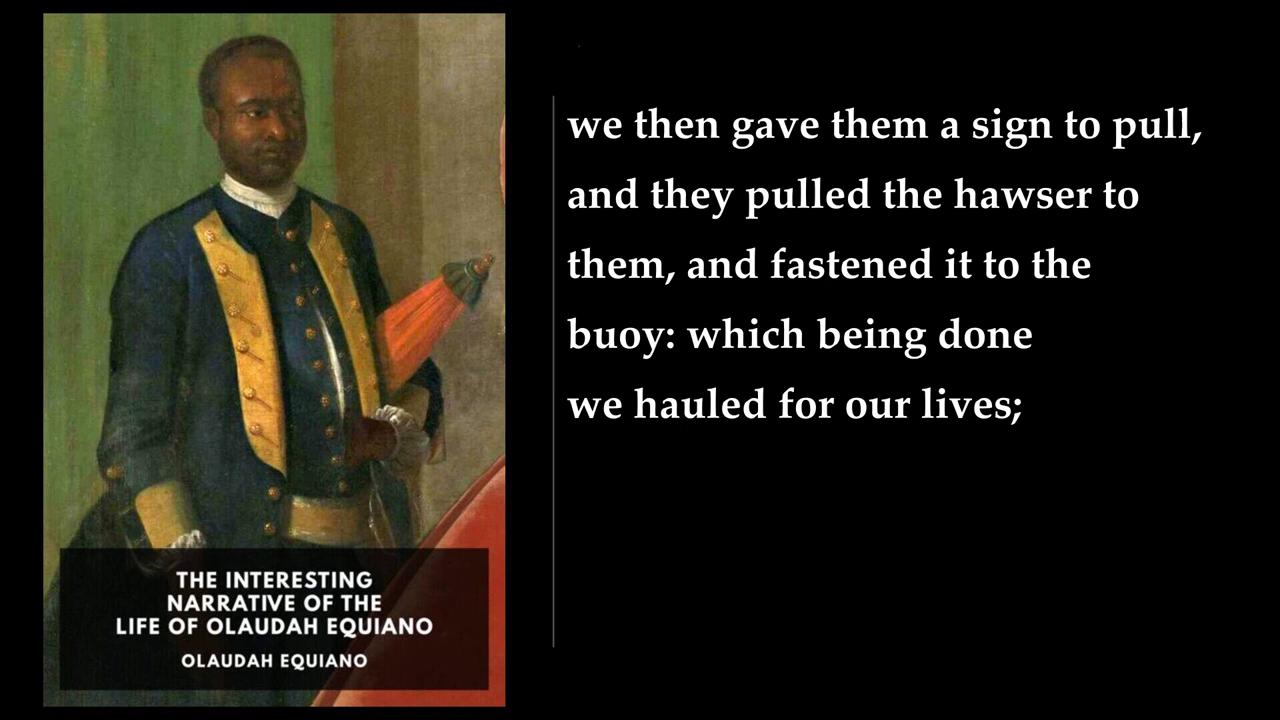 THE INTERESTING
NARRATIVE OF THE
LIFE OF OLAUDAH EQUIANO
OLAUDAH EQUIANO
we then gave them a sign to pull,
and they pulled the hawser to
them, and fastened it to the
buoy: which being done
we hauled for our lives;